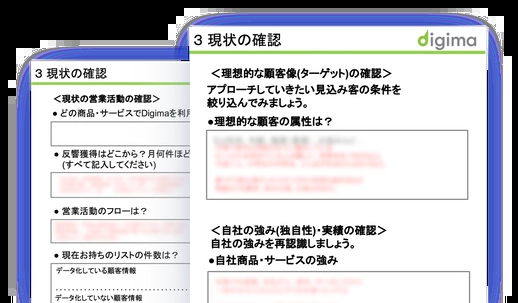 3 現状の確認
<現状の営業活動の確認>
● どの商品・サービスでDigimaを利用
● 反響獲得はどこから？月何件ほど
(すべて記入してください)
● 営業活動のフローは？
● 現在お持ちのリストの件数は？
データ化している顧客情報
データ化していない顧客情報
3 現状の確認
digima
＜理想的な顧客像(ターゲット)の確認＞
アプローチしていきたい見込み客の条件を
絞り込んでみましょう。
●理想的な顧客の属性は？
＜自社の強み(独自性)・実績の確認＞
自社の強みを再認識しましょう。
●自社商品・サービスの強み